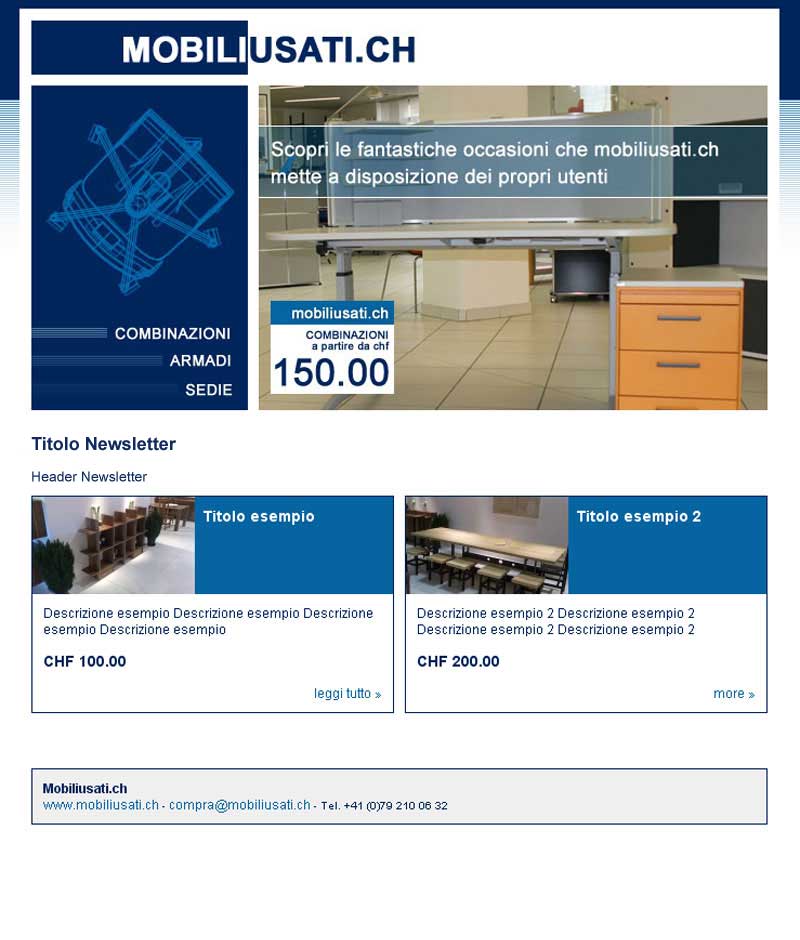 MOBILIUSATI.CH
Scopri le fantastiche occasioni che mobiliusati.ch
mette a disposizione dei propri utenti
COMBINAZIONI
ARMADI
SEDIE
mobiliusati.ch
COMBINAZIONI
a partire da chf
150.00
Titolo Newsletter
Header Newsletter
Titolo esempio
Descrizione esempio Descrizione esempio Descrizione
esempio Descrizione esempio
CHF 100.00
leggi tutto »
Titolo esempio 2
Descrizione esempio 2 Descrizione esempio 2
Descrizione esempio 2 Descrizione esempio 2
CHF 200.00
more »
Mobiliusati.ch
www.mobiliusati.ch - compra@mobiliusati.ch - Tel. +41 (0)79 210 06 32